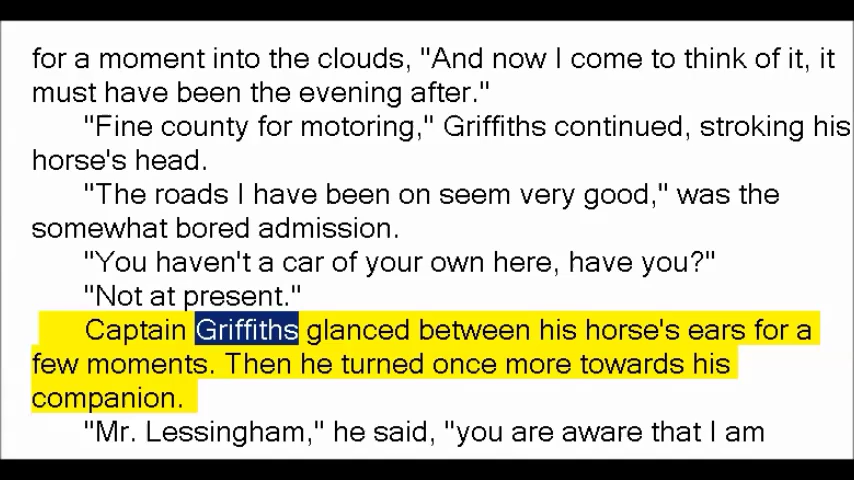 for a moment into the clouds, "And now I come to think of it, it
must have been the evening after."
"Fine county for motoring," Griffiths continued, stroking his
horse's head.
"The roads I have been on seem very good," was the
somewhat bored admission.
"You haven't a car of your own here, have you?"
"Not at present."
Captain Griffiths glanced between his horse's ears for a
few moments. Then he turned once more towards his
companion.
"Mr. Lessingham," he said, "you are aware that I am